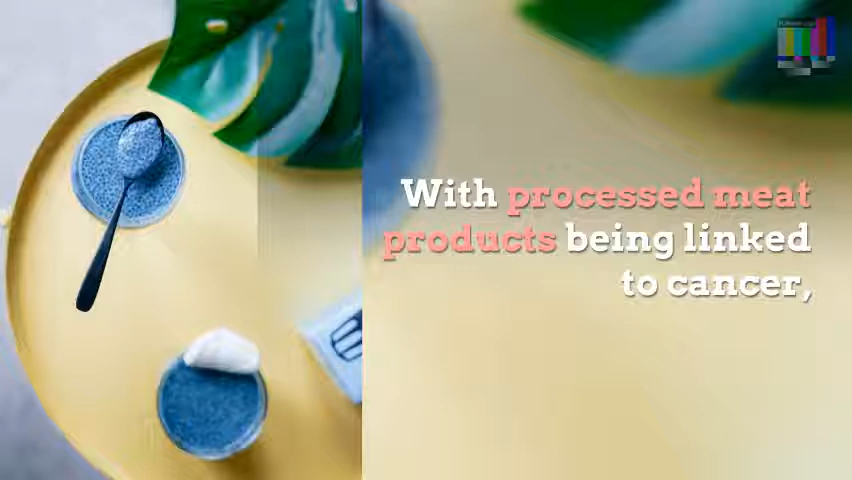 With processed meat
products being linked
to cancer,